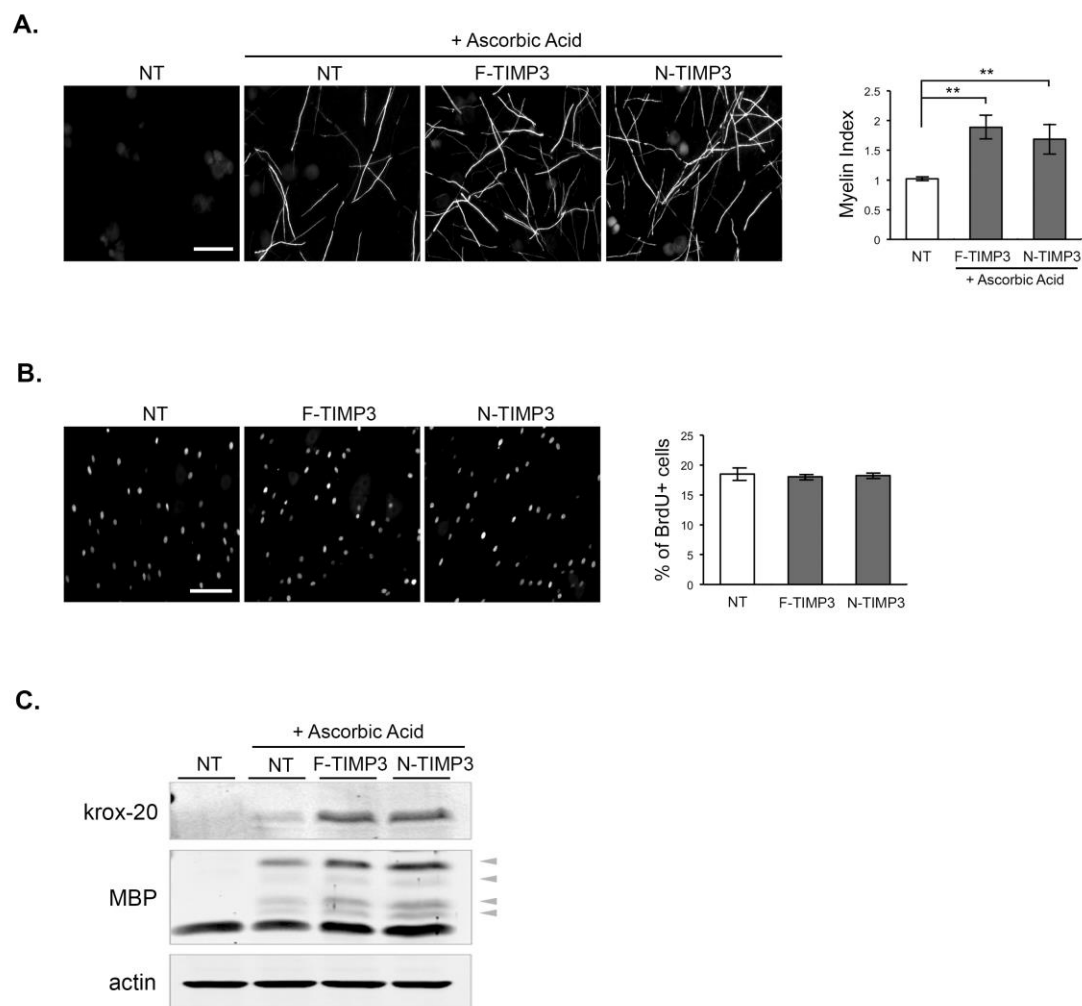 A.
+ Ascorbic Acid
NT
NT
F-TIMP3
N-TIMP3
**
**
Myelin Index
2.5
2
1.5
1
0.5
0
NT
F-TIMP3
N-TIMP3
+ Ascorbic Acid
B.
NT
F-TIMP3
N-TIMP3
% of BrdU+ cells
25
20
15
10
5
0
NT
F-TIMP3
N-TIMP3
C.
+ Ascorbic Acid
NT
NT
F-TIMP3
N-TIMP3
krox-20
MBP
actin